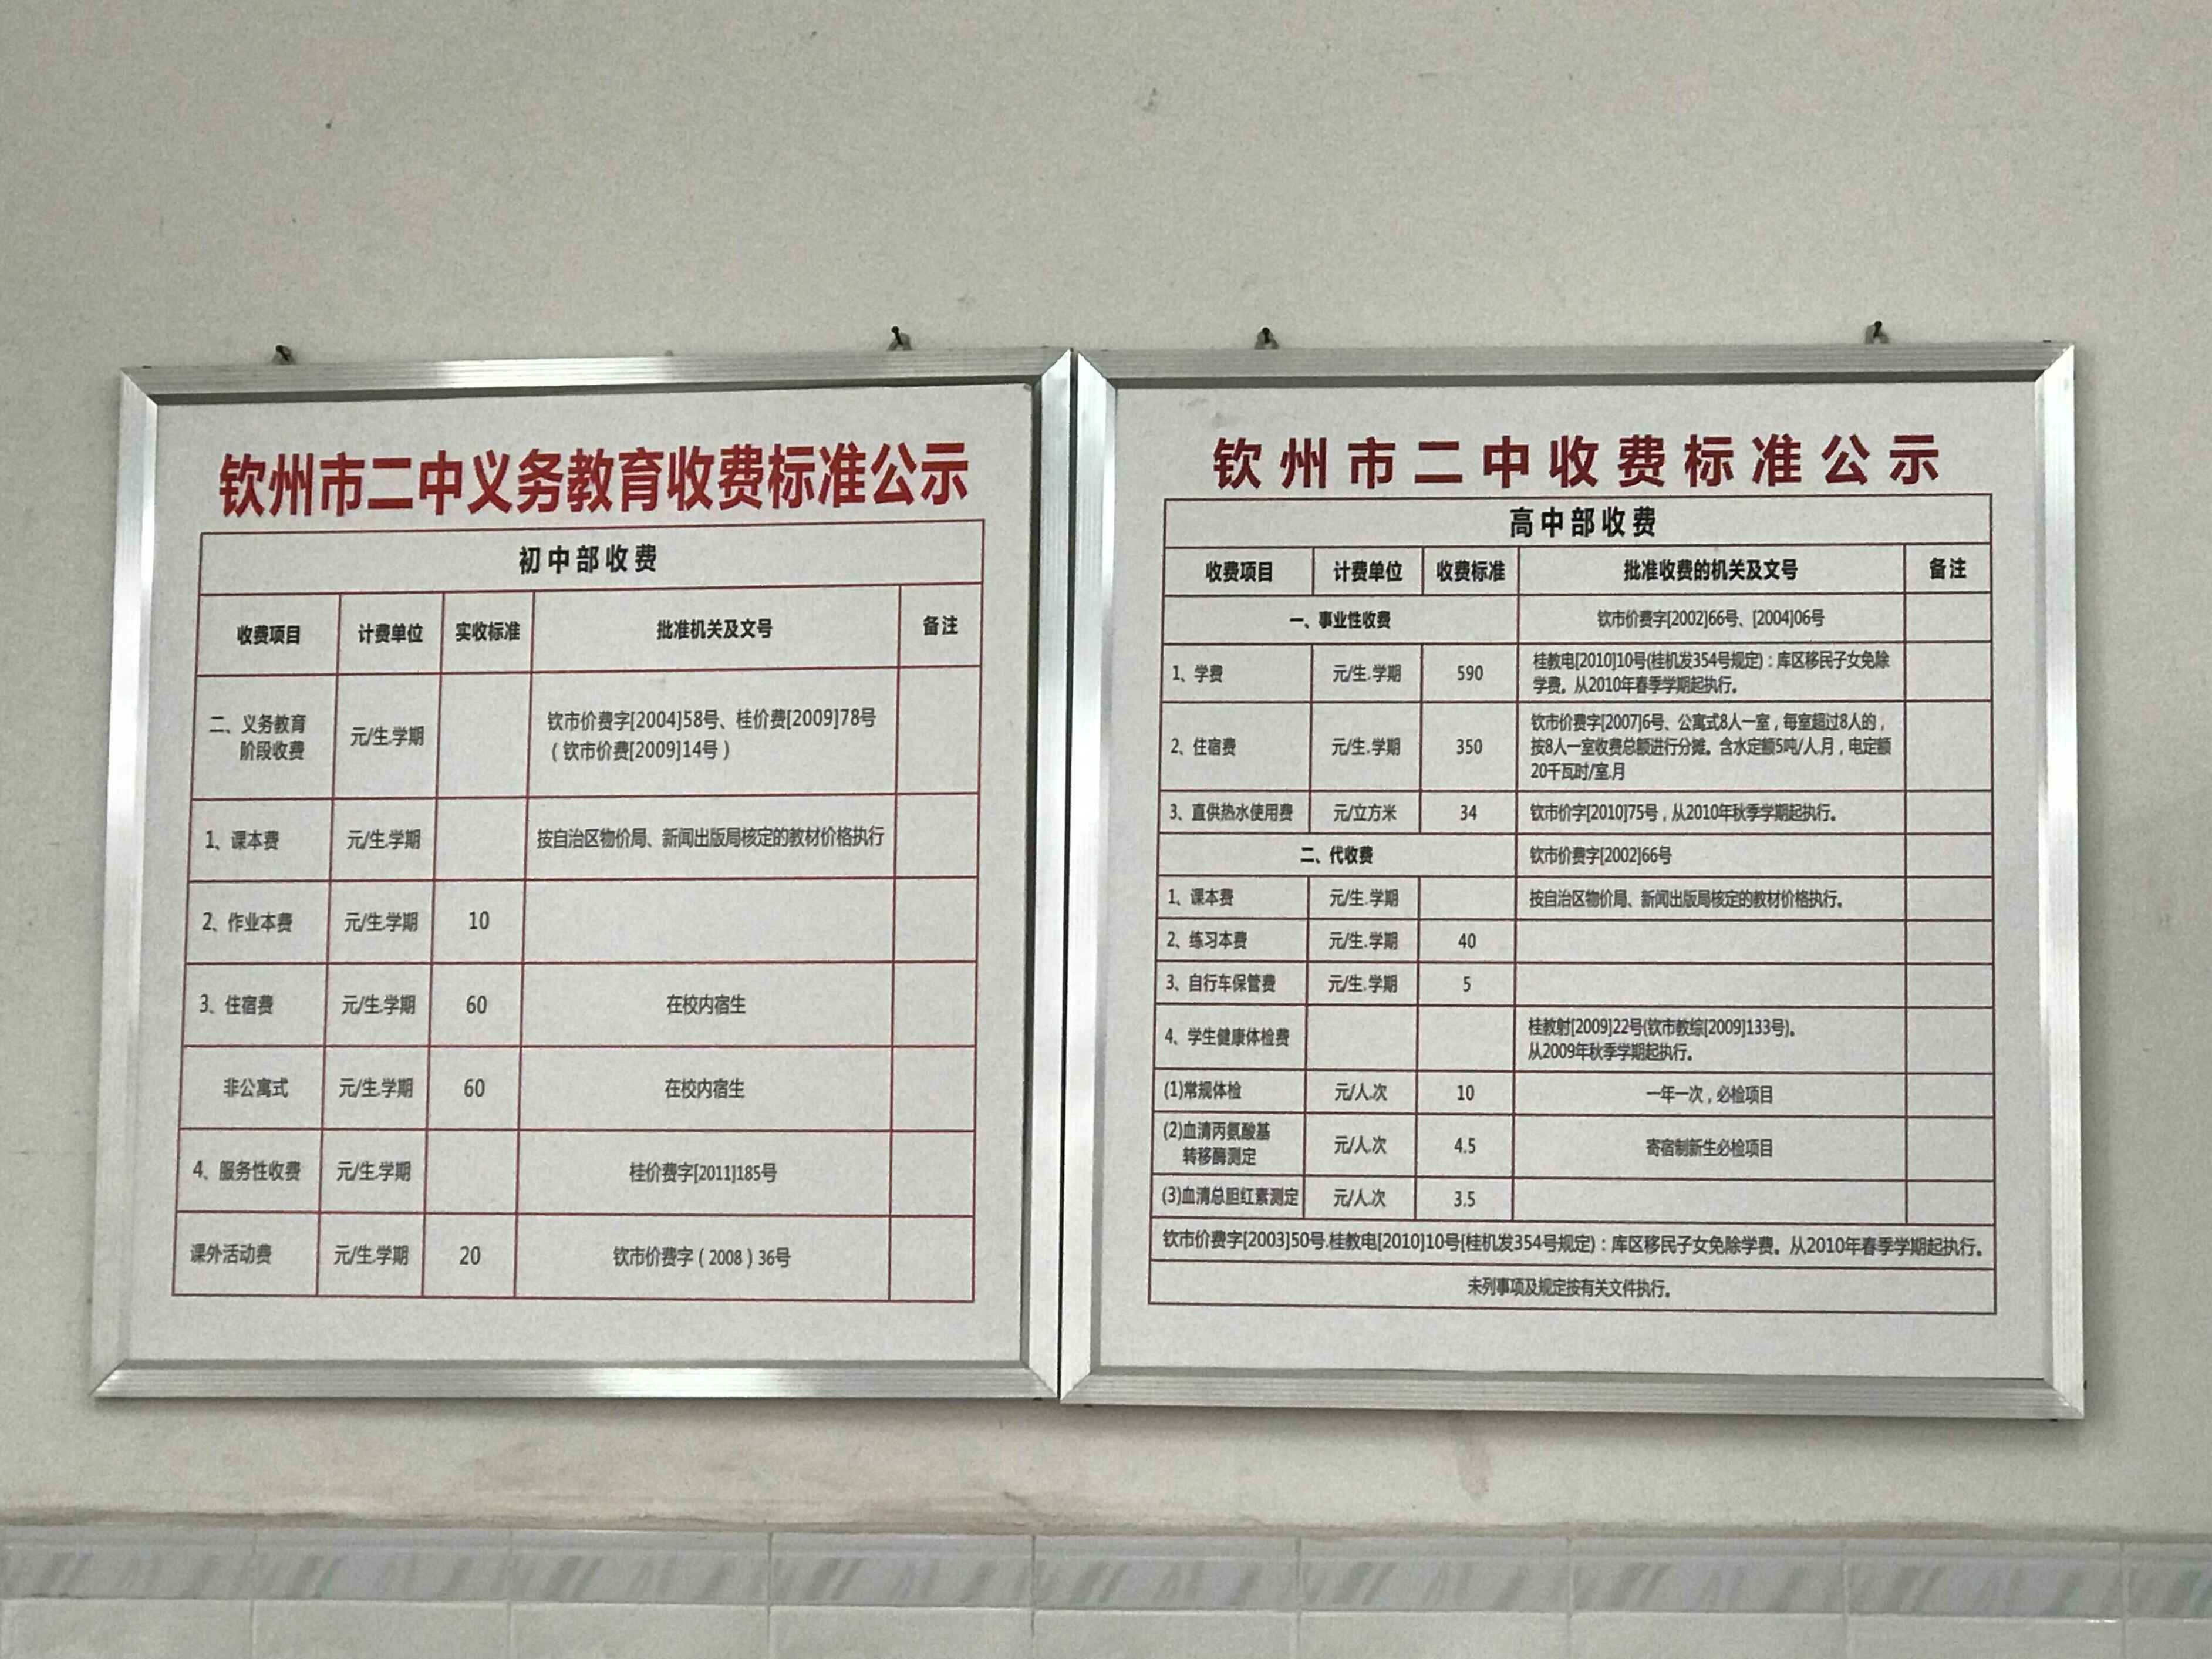 钦州市二中义务教育收费标准公示
初中部收费
收费项目 计费单位 实收标准 批准机关及文号 备注
二、义务教育
阶段收费 元/生.学期 钦市价费字[2004]58号、桂价费[2009]78号
（钦市价费[2009]14号）
1、课本费 元/生.学期 按自治区物价局、新闻出版局核定的教材价格执行
2、作业本费 元/生.学期 10
3、住宿费 元/生.学期 60 在校内宿生
非公寓式 元/生.学期 60 在校内宿生
4、服务性收费 元/生.学期 桂价费字[2011]185号
课外活动费 元/生.学期 20 钦市价费字（2008）36号
钦州市二中收费标准公示
高中部收费
收费项目 计费单位 收费标准 批准收费的机关及文号 备注
一、事业性收费 钦市价费字[2002]66号、[2004]06号
1、学费 元/生.学期 590 桂教电[2010]10号(桂机发354号规定)：库区移民子女免除
学费。从2010年春季学期起执行。
2、住宿费 元/生.学期 350 钦市价费字[2007]6号、公寓式8人一室，每室超过8人的，
按8人一室收费总额进行分摊。含水定额5吨/人.月，电定额
20千瓦时/室.月
3、直供热水使用费 元/立方米 34 钦市价字[2010]75号，从2010年秋季学期起执行。
二、代收费 钦市价费字[2002]66号
1、课本费 元/生.学期 按自治区物价局、新闻出版局核定的教材价格执行。
2、练习本费 元/生.学期 40
3、自行车保管费 元/生.学期 5
4、学生健康体检费 桂教射[2009]22号(钦市教综[2009]133号)。
从2009年秋季学期起执行。
(1)常规体检 元/人.次 10 一年一次，必检项目
(2)血清丙氨酸基
转移酶测定 元/人.次 4.5 寄宿制新生必检项目
(3)血清总胆红素测定 元/人.次 3.5
钦市价费字[2003]50号.桂教电[2010]10号[桂机发354号规定)：库区移民子女免除学费。从2010年春季学期起执行。
未列事项及规定按有关文件执行。